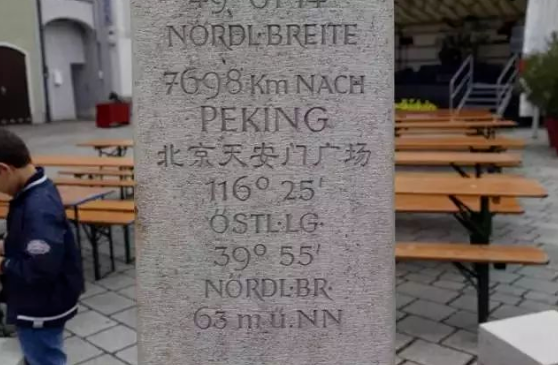 NÖRDL·BREITE
7698 Km NACH
PEKING
北京天安门广场
116° 25'
ÖSTL·LG·
39° 55'
NÖRDL·BR·
63 m ü.NN